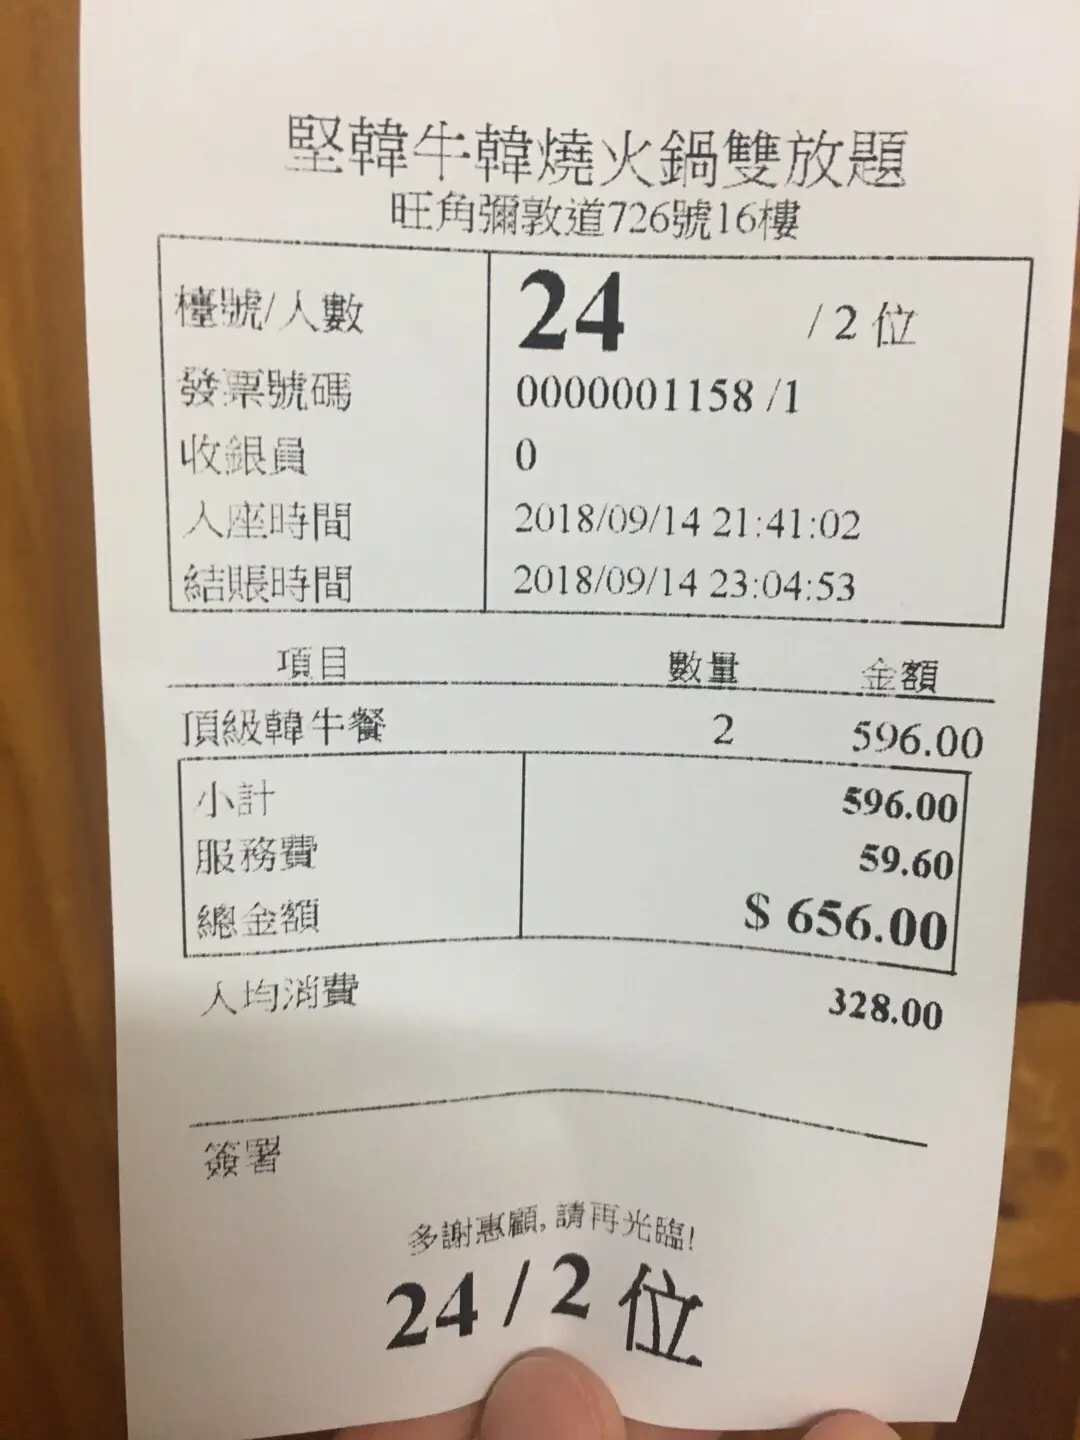 堅韓牛韓燒火鍋雙放題
旺角彌敦道726號16樓
檯號/人數 24 / 2 位
發票號碼 0000001158 /1
收銀員 0
入座時間 2018/09/14 21:41:02
結賬時間 2018/09/14 23:04:53
項目 數量 金額
頂級韓牛餐 2 596.00
小計 596.00
服務費 59.60
總金額 $ 656.00
人均消費 328.00
簽署
多謝惠顧, 請再光臨!
24 / 2 位